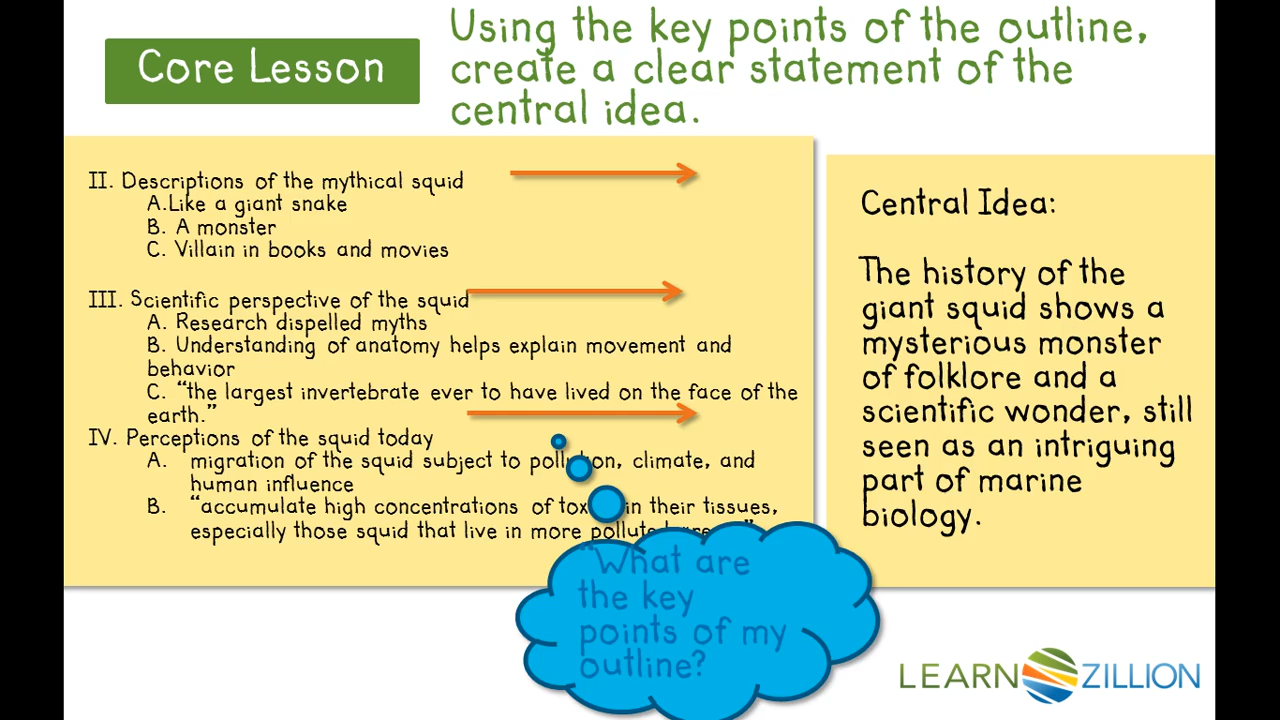 Core Lesson
Using the key points of the outline,
create a clear statement of the
central idea.
II. Descriptions of the mythical squid
A.Like a giant snake
B. A monster
C. Villain in books and movies
III. Scientific perspective of the squid
A. Research dispelled myths
B. Understanding of anatomy helps explain movement and
behavior
C. “the largest invertebrate ever to have lived on the face of the
earth.”
IV. Perceptions of the squid today
A. migration of the squid subject to pollution, climate, and
human influence
B. “accumulate high concentrations of in their tissues,
especially those squid that live in more
Central Idea:
The history of the
giant squid shows a
mysterious monster
of folklore and a
scientific wonder, still
seen as an intriguing
part of marine
biology.
“What are
the key
points of my
outline?
LEARN ZILLION